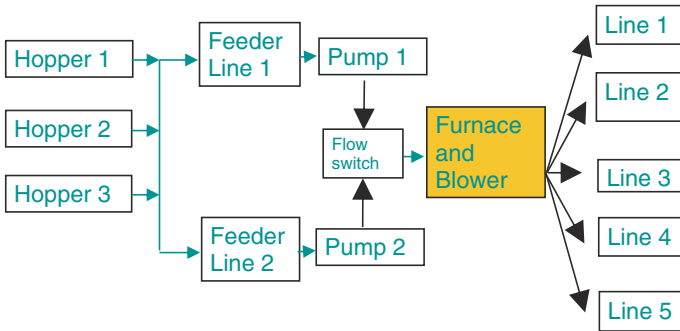 Hopper 1
Hopper 2
Hopper 3
Feeder
Line 1
Feeder
Line 2
Pump 1
Flow
switch
Pump 2
Furnace
and
Blower
Line 1
Line 2
Line 3
Line 4
Line 5